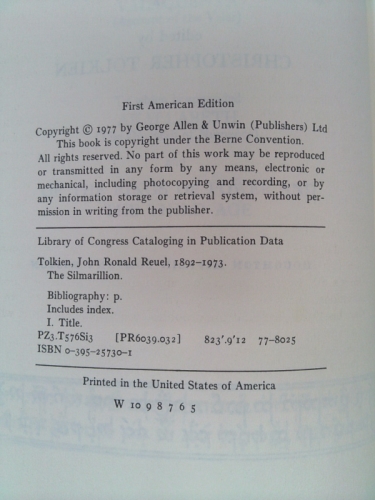 First American Edition
Copyright © 1977 by George Allen & Unwin (Publishers) Ltd
This book is copyright under the Berne Convention.
All rights reserved. No part of this work may be reproduced
or transmitted in any form by any means, electronic or
mechanical, including photocopying and recording, or by
any information storage or retrieval system, without per-
mission in writing from the publisher.
Library of Congress Cataloging in Publication Data
Tolkien, John Ronald Reuel, 1892-1973.
The Silmarillion.
Bibliography: p.
Includes index.
I. Title.
PZ3.T576Si3 [PR6039.032] 823'.9'12 77-8025
ISBN 0-395-25730-1
Printed in the United States of America
W 10 9 8 7 6 5